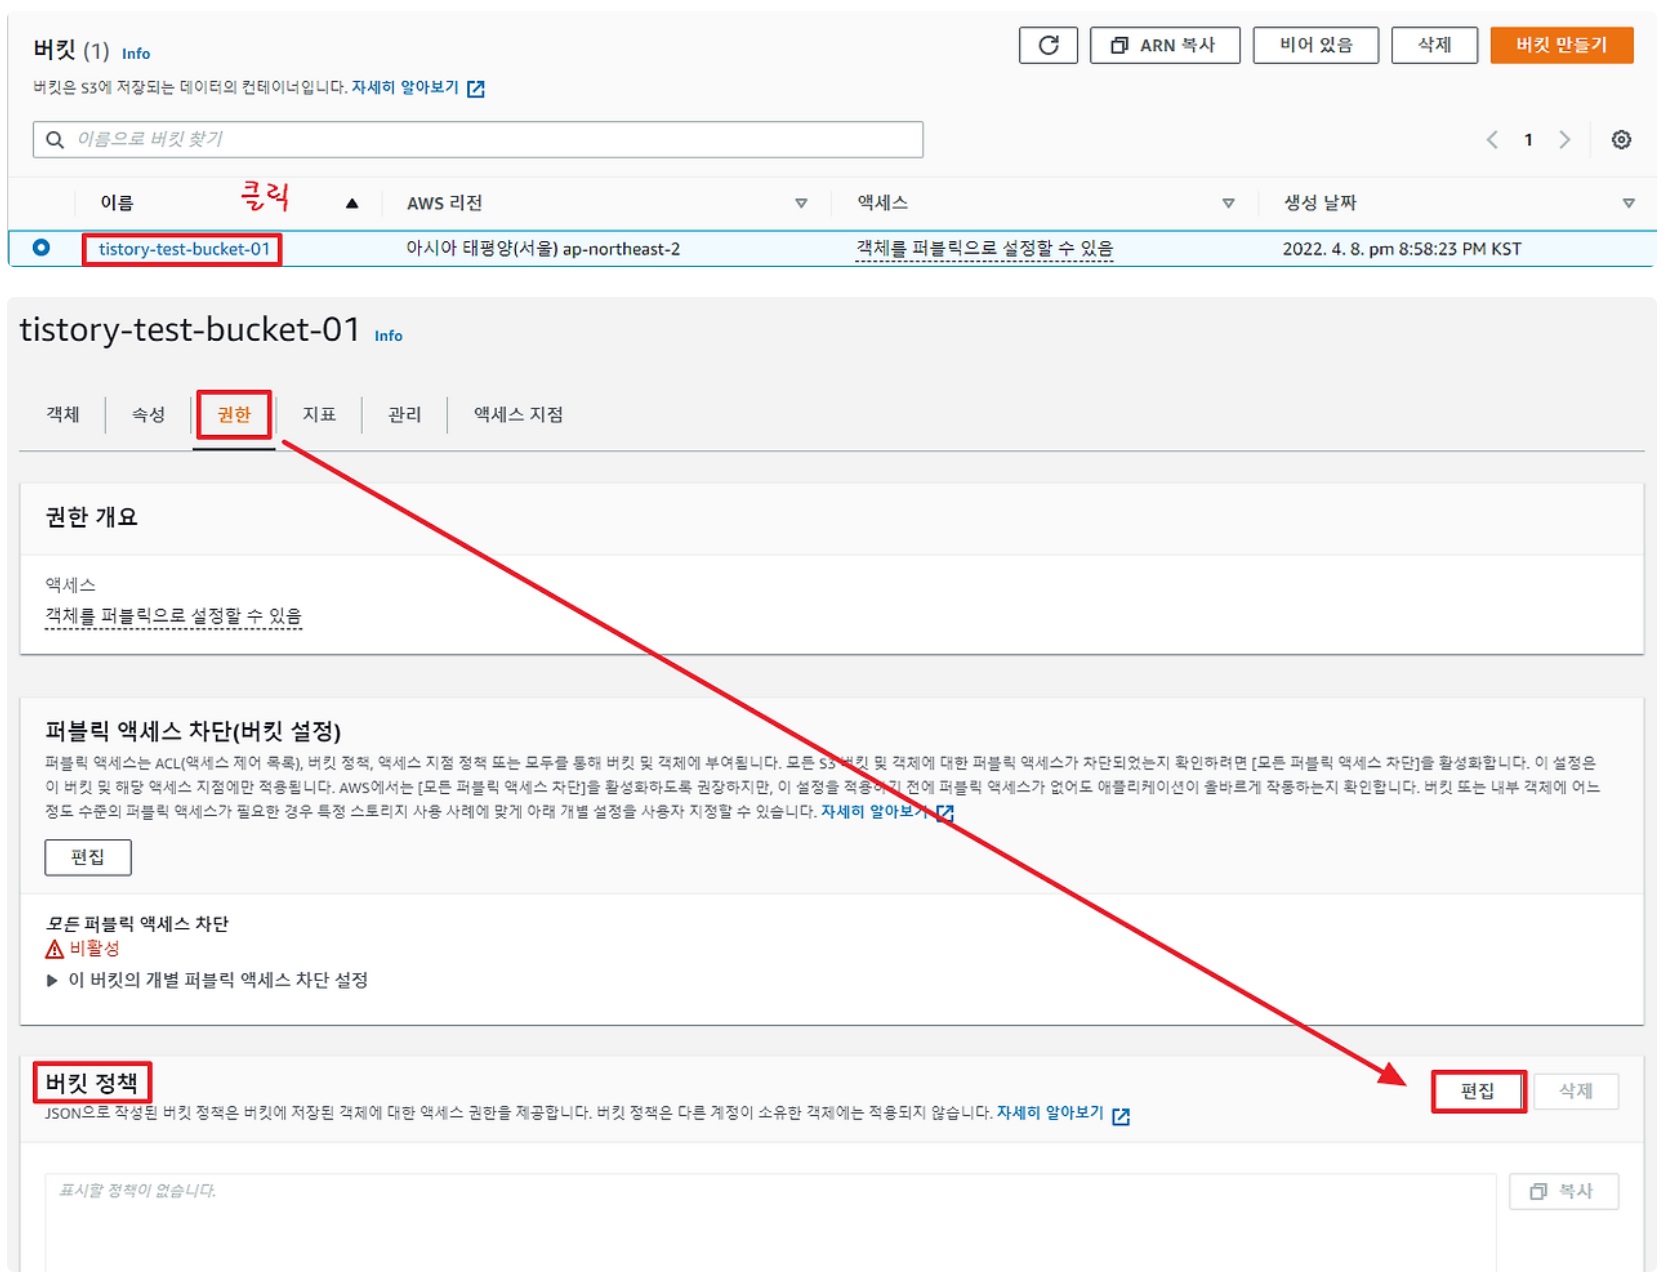 버킷 (1) Info
ARN 복사 비어 있음 삭제 버킷 만들기
버킷은 S3에 저장되는 데이터의 컨테이너입니다. 자세히 알아보기
이름으로 버킷 찾기
1
이름 클릭 AWS 리전 액세스 생성 날짜
tistory-test-bucket-01 아시아 태평양(서울) ap-northeast-2 객체를 퍼블릭으로 설정할 수 있음 2022. 4. 8. pm 8:58:23 PM KST
tistory-test-bucket-01 Info
객체 속성 권한 지표 관리 액세스 지점
권한 개요
액세스
객체를 퍼블릭으로 설정할 수 있음
퍼블릭 액세스 차단(버킷 설정)
퍼블릭 액세스는 ACL(액세스 제어 목록), 버킷 정책, 액세스 지점 정책 또는 모두를 통해 버킷 및 객체에 부여됩니다. 모든 S3 버킷 및 객체에 대한 퍼블릭 액세스가 차단되었는지 확인하려면 [모든 퍼블릭 액세스 차단]을 활성화합니다. 이 설정은
이 버킷 및 해당 액세스 지점에만 적용됩니다. AWS에서는 [모든 퍼블릭 액세스 차단]을 활성화하도록 권장하지만, 이 설정을 적용하기 전에 퍼블릭 액세스가 없어도 애플리케이션이 올바르게 작동하는지 확인합니다. 버킷 또는 내부 객체에 어느
정도 수준의 퍼블릭 액세스가 필요한 경우 특정 스토리지 사용 사례에 맞게 아래 개별 설정을 사용자 지정할 수 있습니다. 자세히 알아보기
편집
모든 퍼블릭 액세스 차단
비활성
이 버킷의 개별 퍼블릭 액세스 차단 설정
버킷 정책
편집 삭제
JSON으로 작성된 버킷 정책은 버킷에 저장된 객체에 대한 액세스 권한을 제공합니다. 버킷 정책은 다른 계정이 소유한 객체에는 적용되지 않습니다. 자세히 알아보기
표시할 정책이 없습니다.
복사